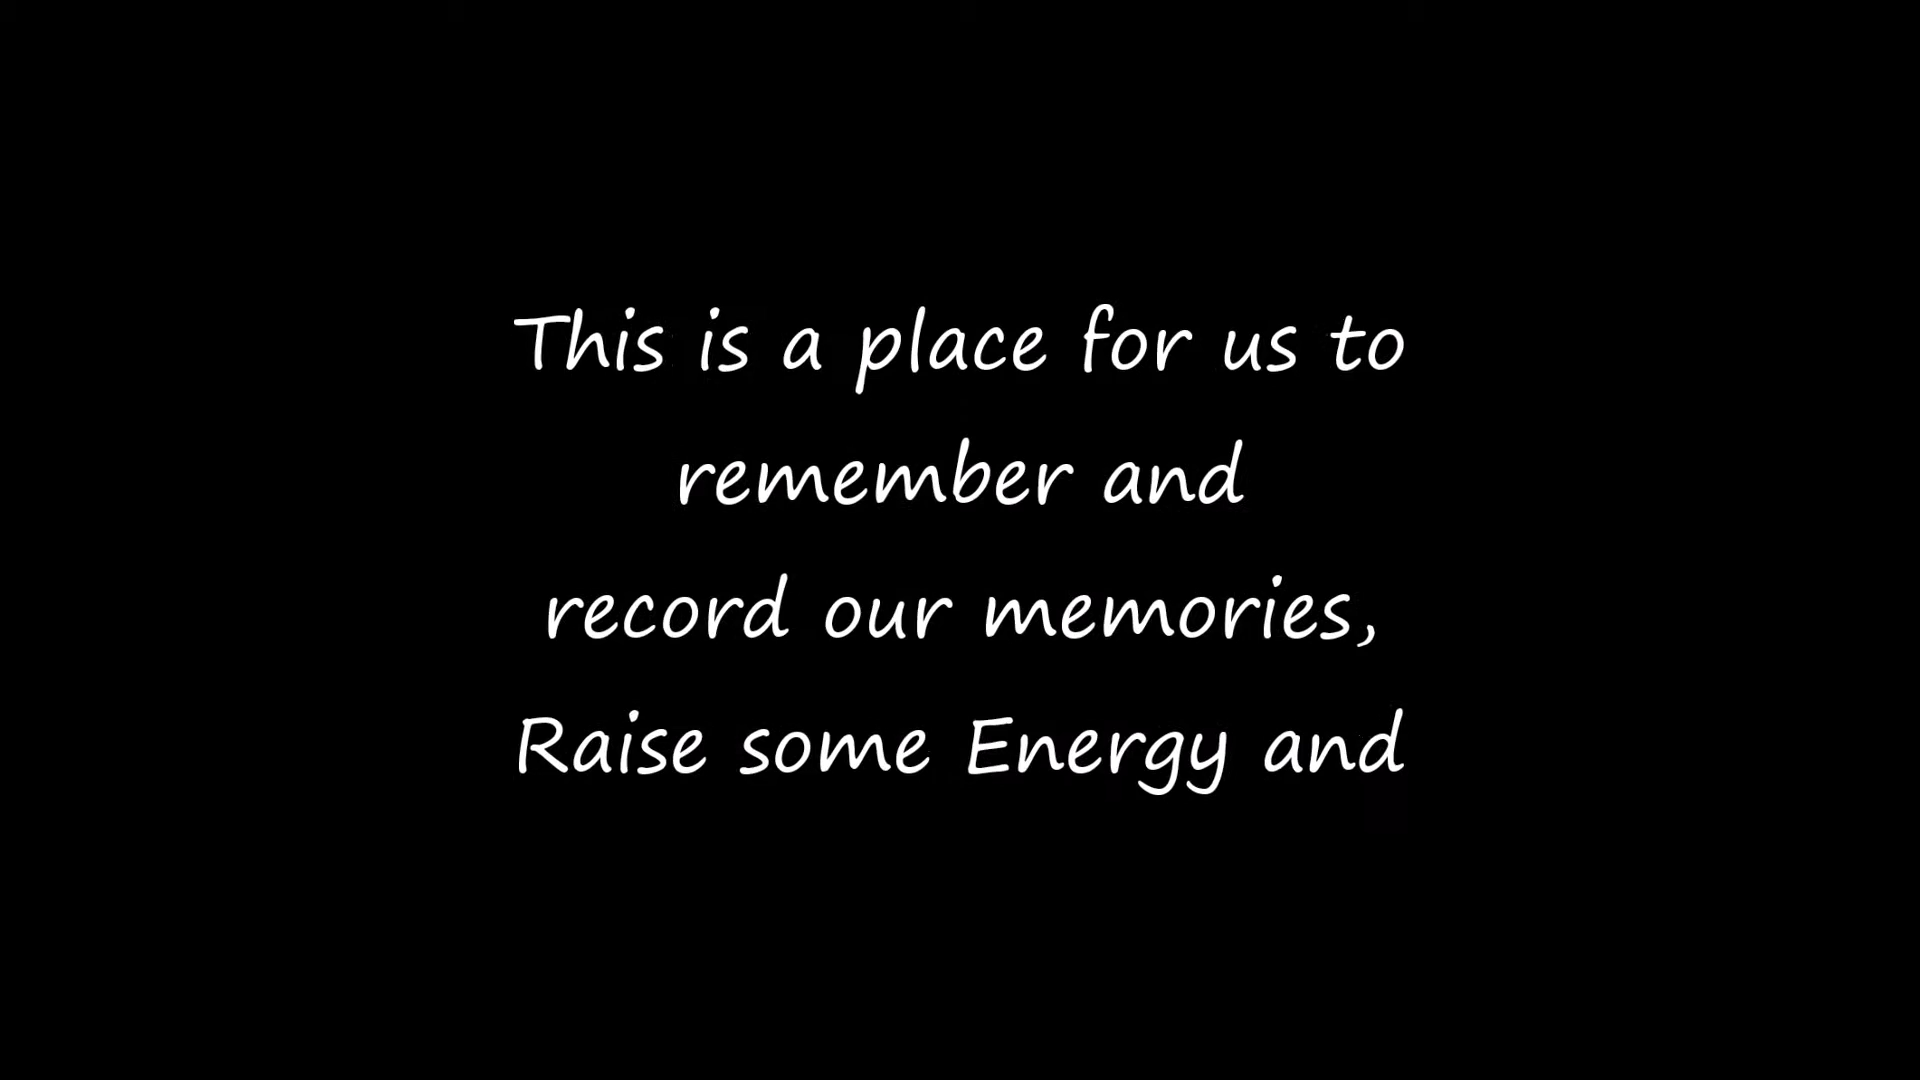 This is a place for us to
remember and
record our memories,
Raise some Energy and